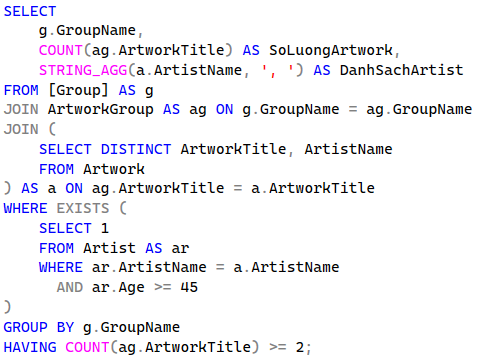 SELECT
    g.GroupName,
    COUNT(ag.ArtworkTitle) AS SoLuongArtwork,
    STRING_AGG(a.ArtistName, ', ') AS DanhSachArtist
FROM [Group] AS g
JOIN ArtworkGroup AS ag ON g.GroupName = ag.GroupName
JOIN (
    SELECT DISTINCT ArtworkTitle, ArtistName
    FROM Artwork
) AS a ON ag.ArtworkTitle = a.ArtworkTitle
WHERE EXISTS (
    SELECT 1
    FROM Artist AS ar
    WHERE ar.ArtistName = a.ArtistName
      AND ar.Age >= 45
)
GROUP BY g.GroupName
HAVING COUNT(ag.ArtworkTitle) >= 2;